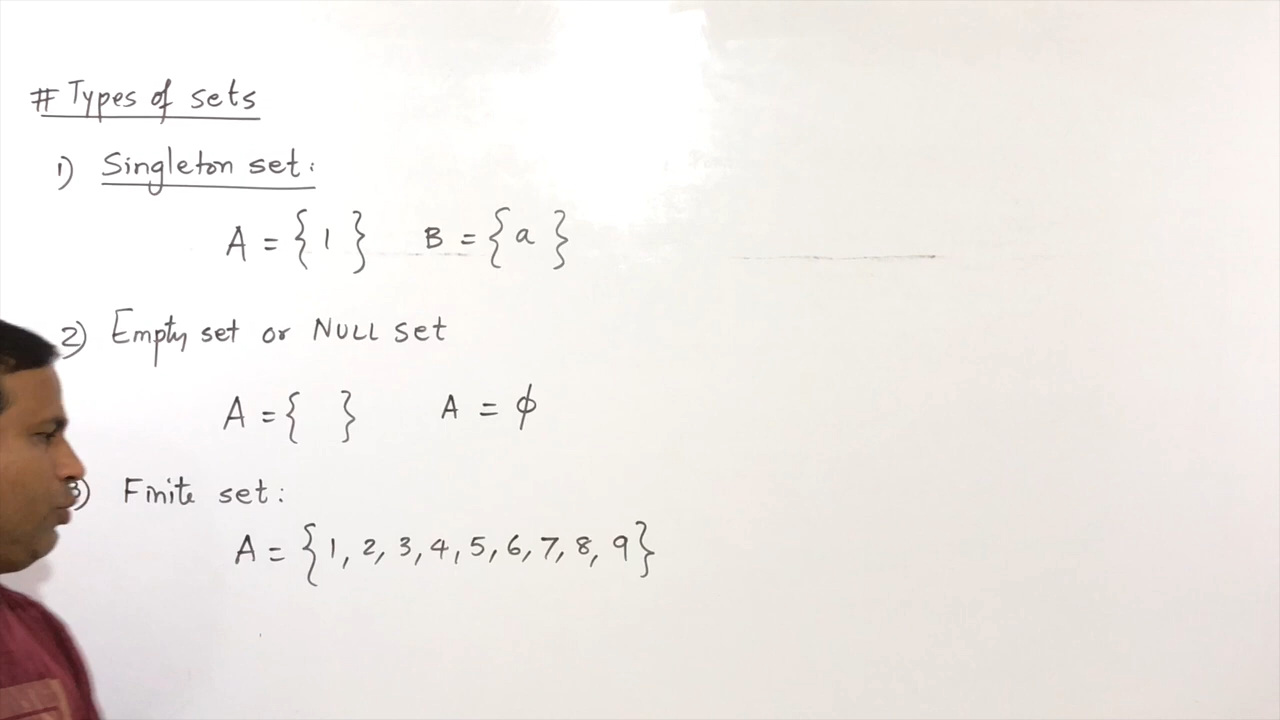 # Types of sets
1) Singleton set:
A = { 1 } B = { a }
2) Empty set or NULL set
A = { } A = ϕ
3) Finite set:
A = { 1, 2, 3, 4, 5, 6, 7, 8, 9 }